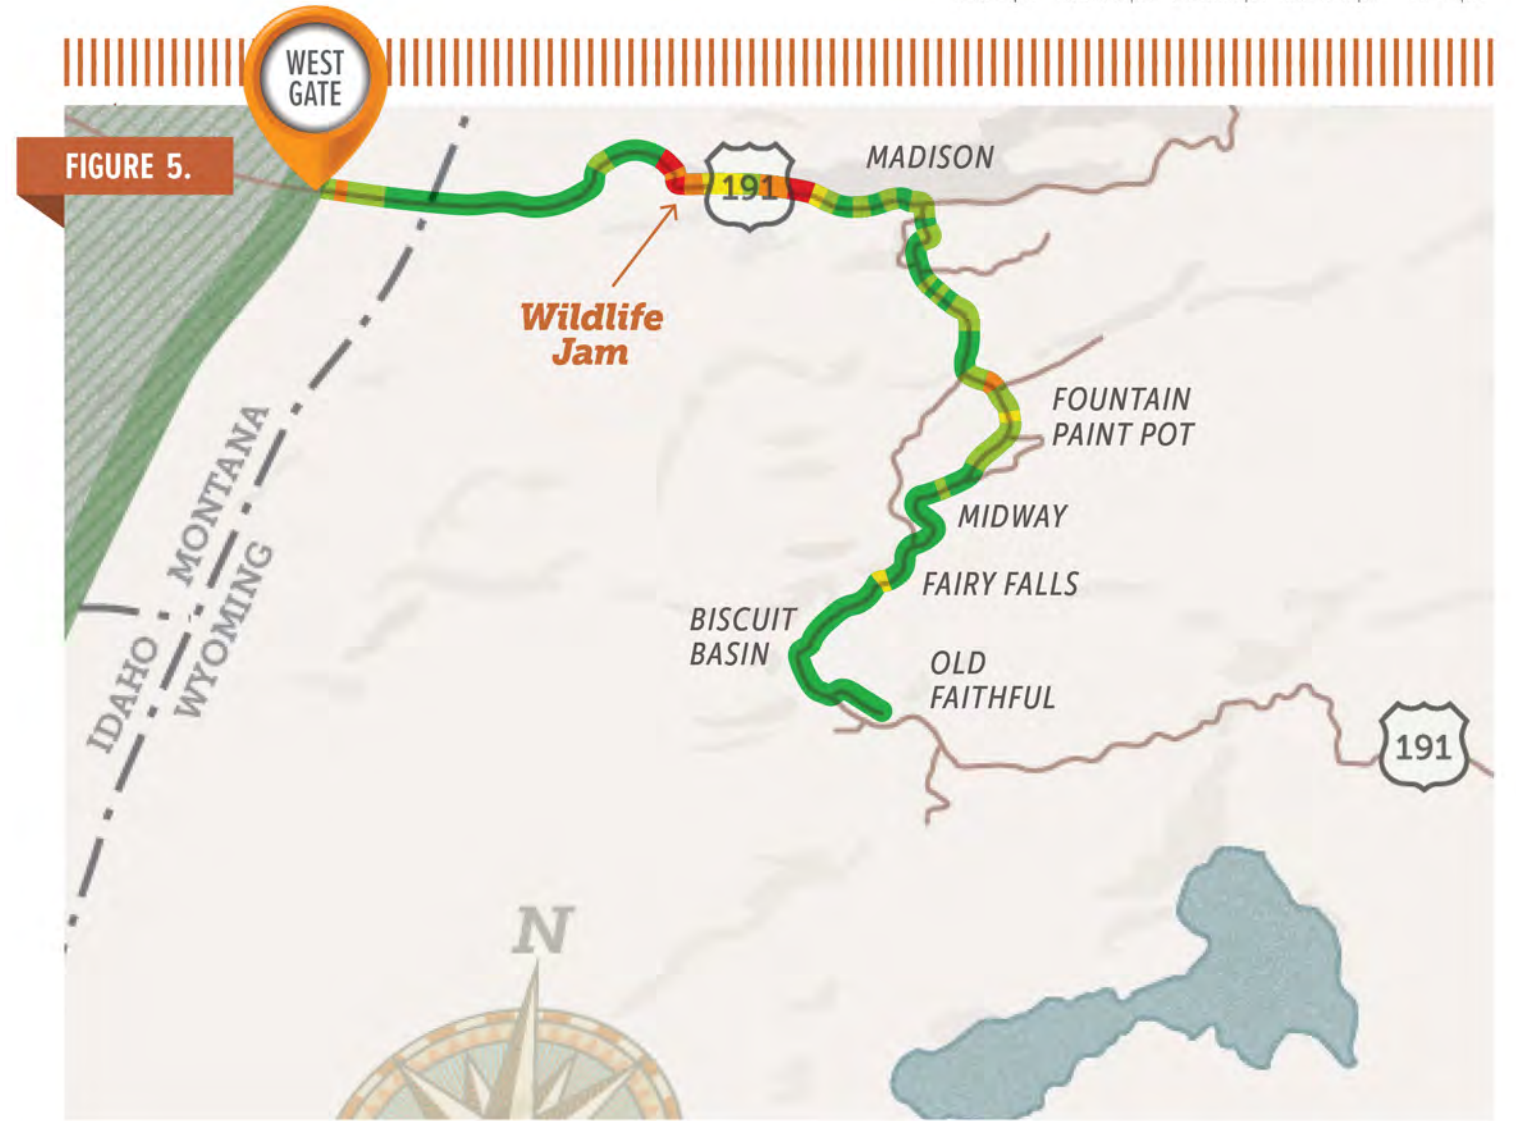 WEST
GATE
FIGURE 5.
191
MADISON
Wildlife
Jam
FOUNTAIN
PAINT POT
MONTANA
MIDWAY
WYOMING
FAIRY FALLS
BISCUIT
BASIN
IDAHO
OLD
FAITHFUL
191
N